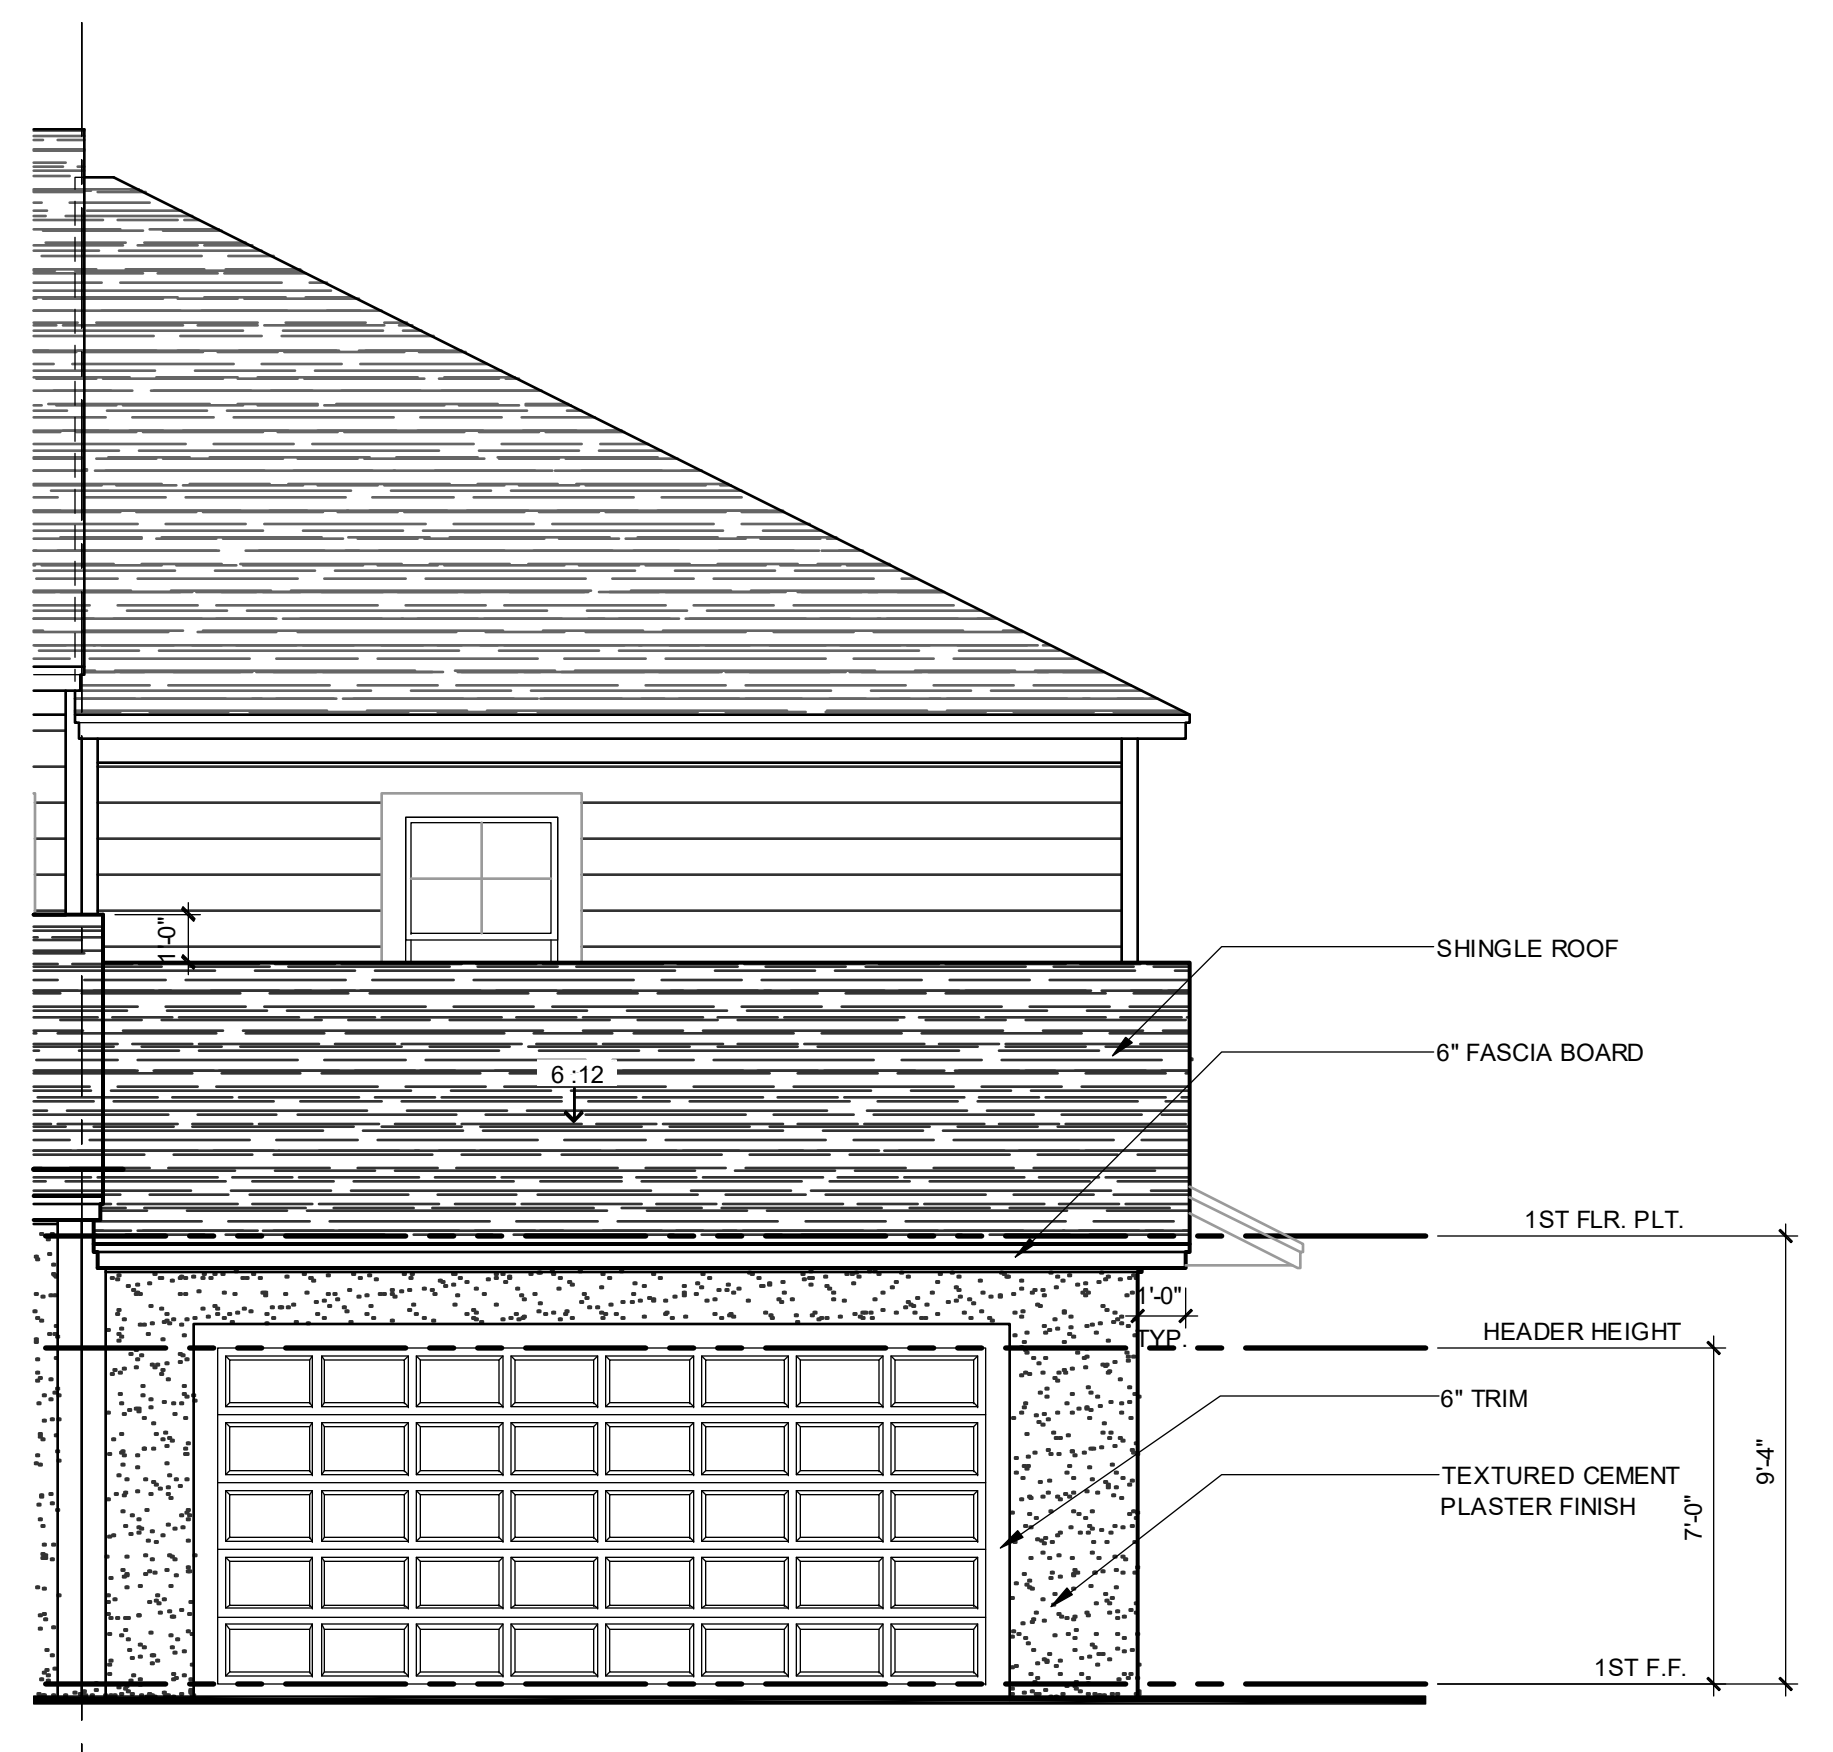 1'-0"
SHINGLE ROOF
6" FASCIA BOARD
6 :12
1ST FLR. PLT.
1'-0"
TYP.
HEADER HEIGHT
6" TRIM
9'-4"
TEXTURED CEMENT
PLASTER FINISH
7'-0"
1ST F.F.